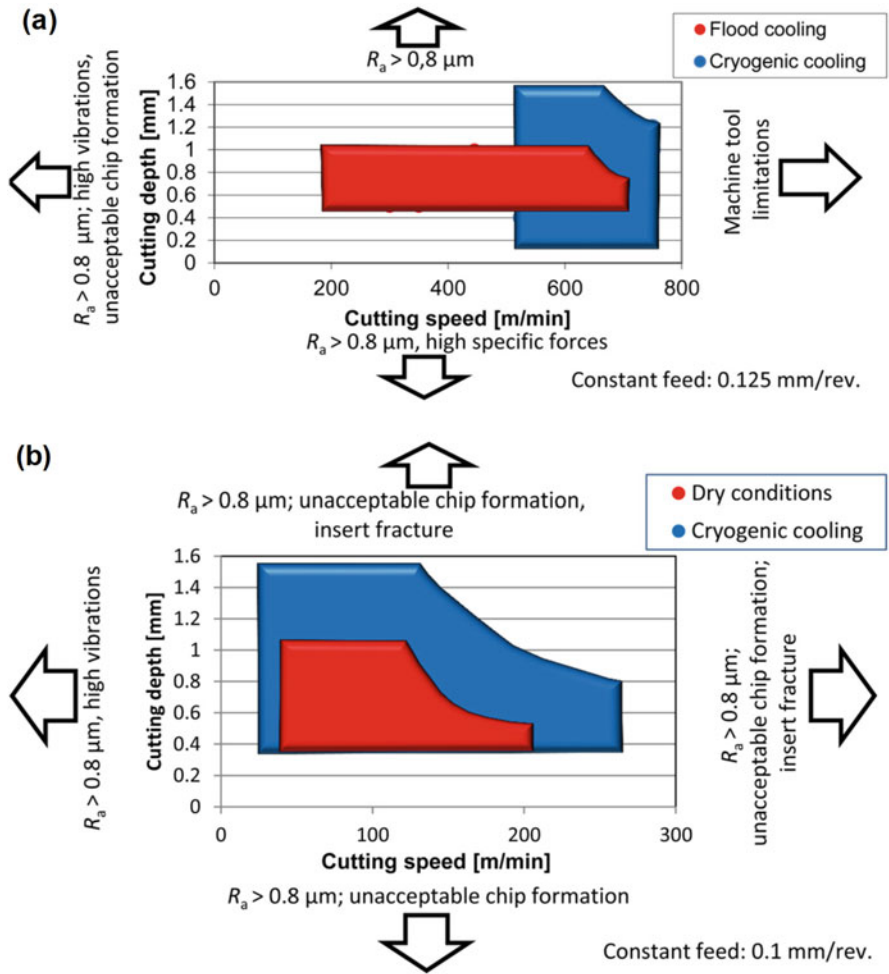 (a)
Flood cooling
Cryogenic cooling
Rₐ > 0,8 µm
Rₐ > 0.8 µm; high vibrations,
unacceptable chip formation
Cutting depth [mm]
1.6
1.4
1.2
1
0.8
0.6
0.4
0.2
0
0
200
400
600
800
Cutting speed [m/min]
Machine tool
limitations
Rₐ > 0.8 µm, high specific forces
Constant feed: 0.125 mm/rev.
(b)
Rₐ > 0.8 µm; unacceptable chip formation,
insert fracture
Dry conditions
Cryogenic cooling
Rₐ > 0.8 µm, high vibrations
Cutting depth [mm]
1.6
1.4
1.2
1
0.8
0.6
0.4
0.2
0
0
100
200
300
Cutting speed [m/min]
Rₐ > 0.8 µm;
unacceptable chip formation;
insert fracture
Rₐ > 0.8 µm; unacceptable chip formation
Constant feed: 0.1 mm/rev.